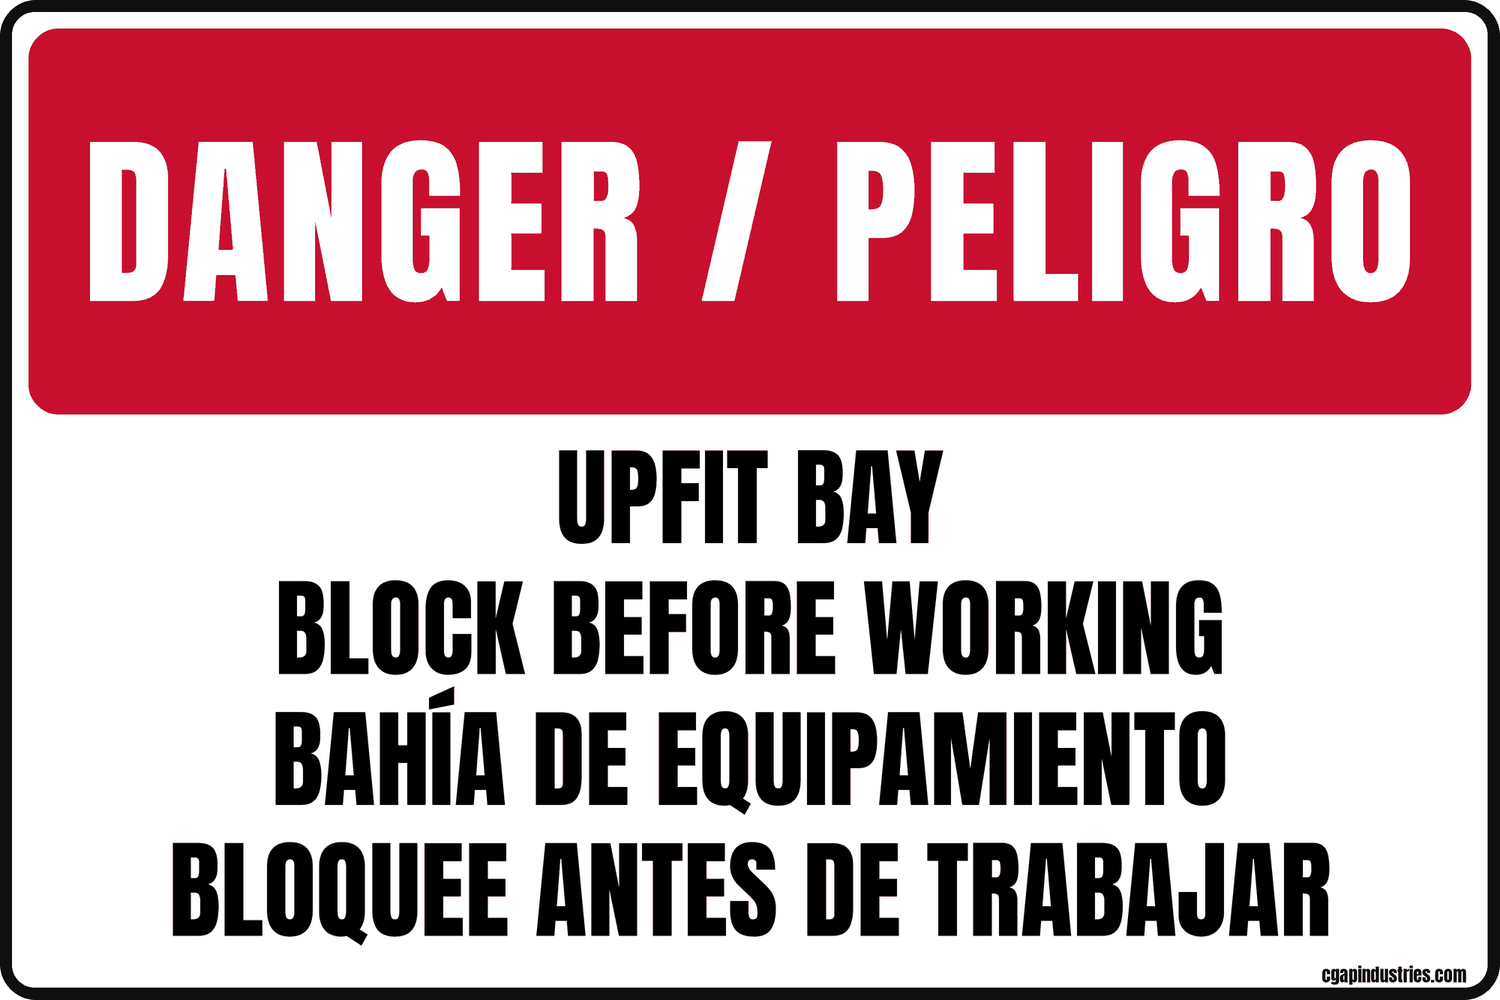 DANGER / PELIGRO
UPFIT BAY
BLOCK BEFORE WORKING
BAHÍA DE EQUIPAMIENTO
BLOQUEE ANTES DE TRABAJAR
cgapindustries.com